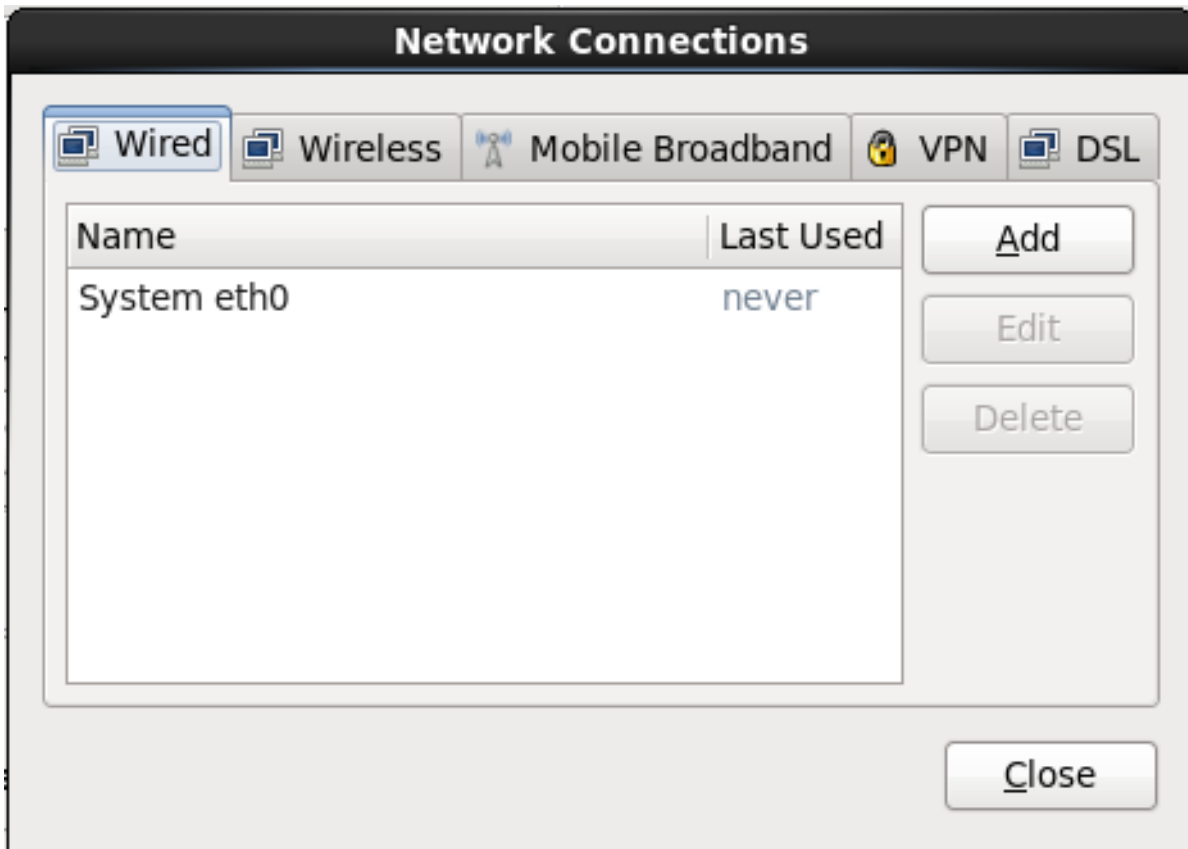 Network Connections
Wired Wireless Mobile Broadband VPN DSL
Name Last Used Add
System eth0 never
Edit
Delete
Close